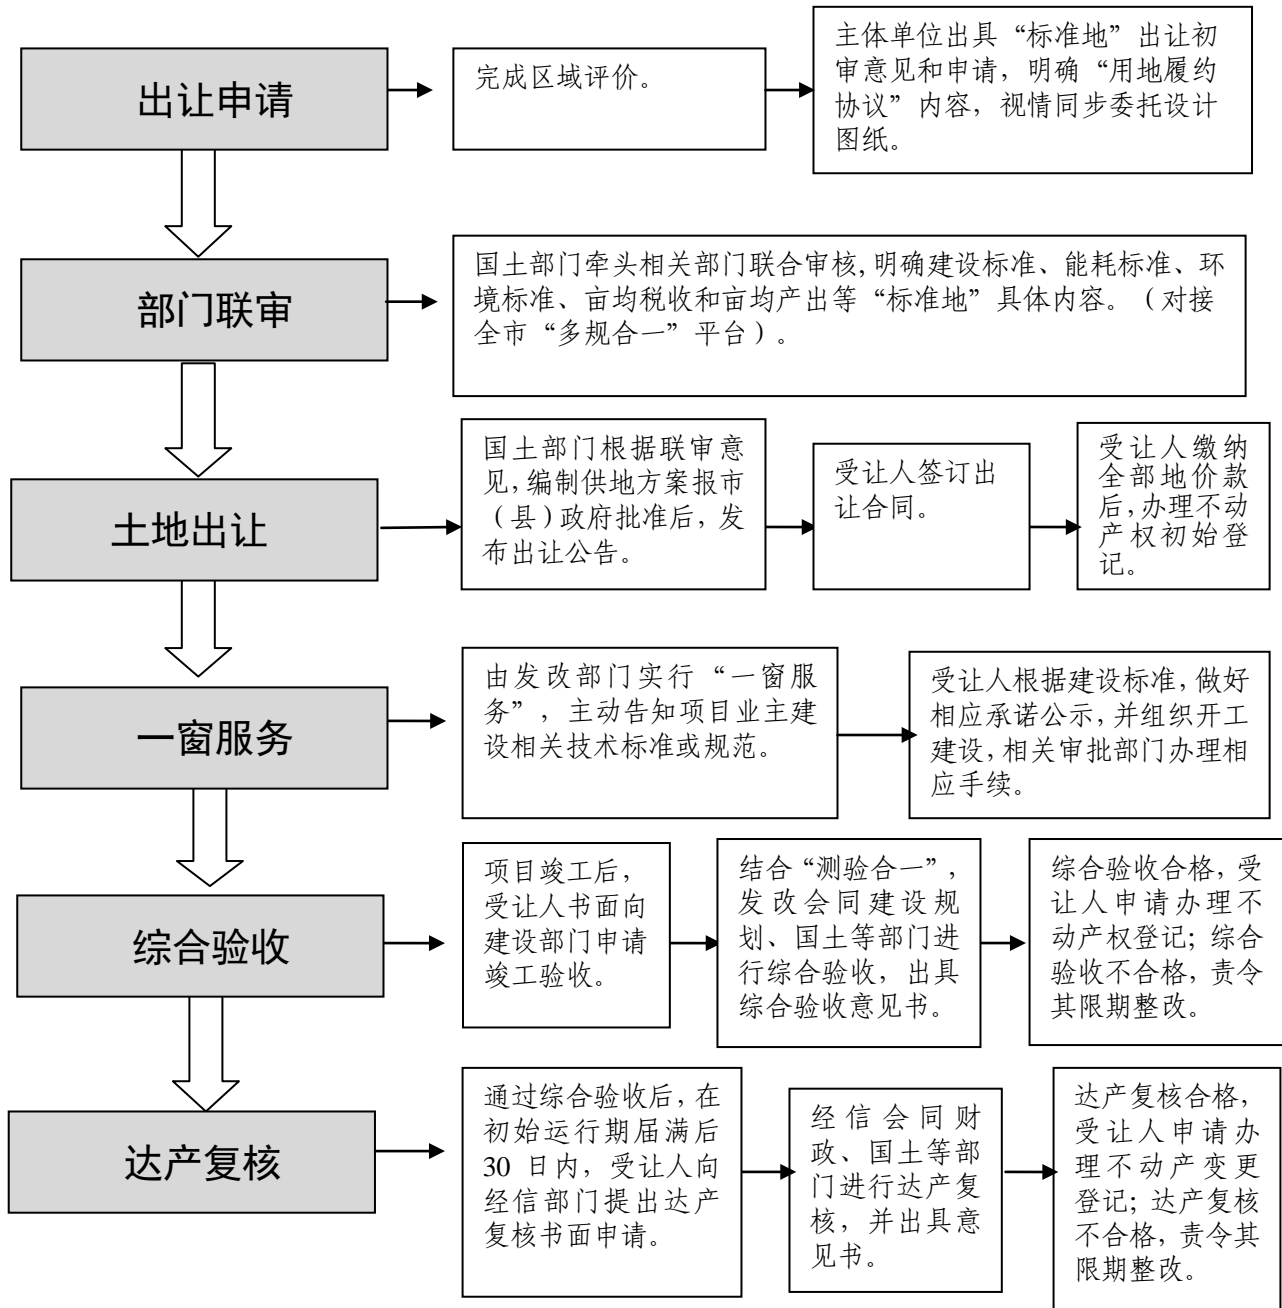 出让申请
完成区域评价。
主体单位出具“标准地”出让初
审意见和申请，明确“用地履约
协议”内容，视情同步委托设计
图纸。
部门联审
国土部门牵头相关部门联合审核,明确建设标准、能耗标准、环
境标准、亩均税收和亩均产出等“标准地”具体内容。（对接
全市“多规合一”平台）。
土地出让
国土部门根据联审意
见,编制供地方案报市
（县）政府批准后，发
布出让公告。
受让人签订出
让合同。
受让人缴纳
全部地价款
后,办理不动
产权初始登
记。
一窗服务
由发改部门实行“一窗服
务”，主动告知项目业主建
设相关技术标准或规范。
受让人根据建设标准,做好
相应承诺公示,并组织开工
建设,相关审批部门办理相
应手续。
综合验收
项目竣工后，
受让人书面向
建设部门申请
竣工验收。
结合“测验合一”，
发改会同建设规
划、国土等部门进
行综合验收，出具
综合验收意见书。
综合验收合格,受
让人申请办理不
动产权登记；综合
验收不合格,责令
其限期整改。
达产复核
通过综合验收后,在
初始运行期届满后
30 日内，受让人向
经信部门提出达产
复核书面申请。
经信会同财
政、国土等部
门进行达产复
核，并出具意
见书。
达产复核合格，
受让人申请办
理不动产变更
登记；达产复核
不合格,责令其
限期整改。